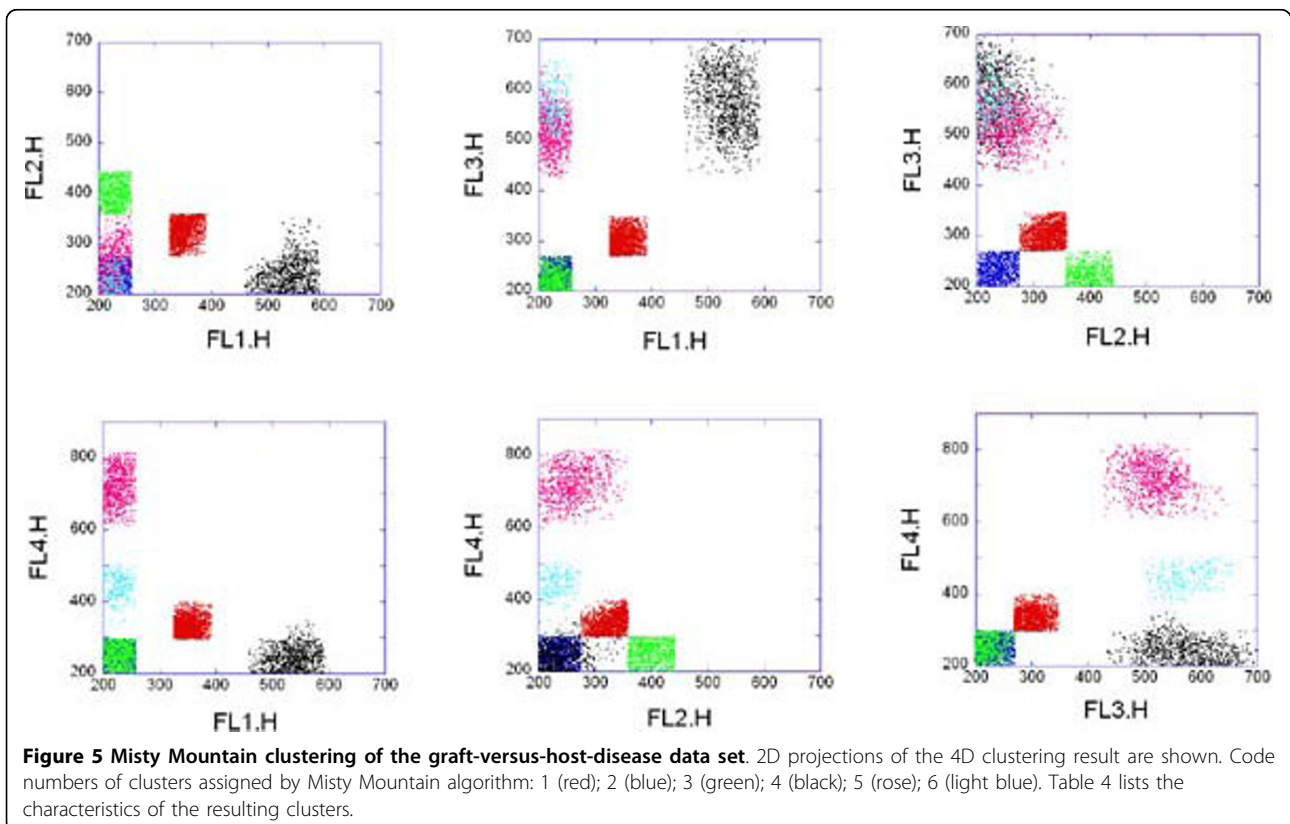 700
600
500
400
300
200
200 300 400 500 600 700
FL2.H
FL1.H
700
600
500
400
300
200
200 300 400 500 600 700
FL3.H
FL1.H
700
600
500
400
300
200
200 300 400 500 600 700
FL3.H
FL2.H
800
600
400
200
200 300 400 500 600 700
FL4.H
FL1.H
800
600
400
200
200 300 400 500 600 700
FL4.H
FL2.H
800
600
400
200
200 300 400 500 600 700
FL4.H
FL3.H
Figure 5 Misty Mountain clustering of the graft-versus-host-disease data set. 2D projections of the 4D clustering result are shown. Code
numbers of clusters assigned by Misty Mountain algorithm: 1 (red); 2 (blue); 3 (green); 4 (black); 5 (rose); 6 (light blue). Table 4 lists the
characteristics of the resulting clusters.